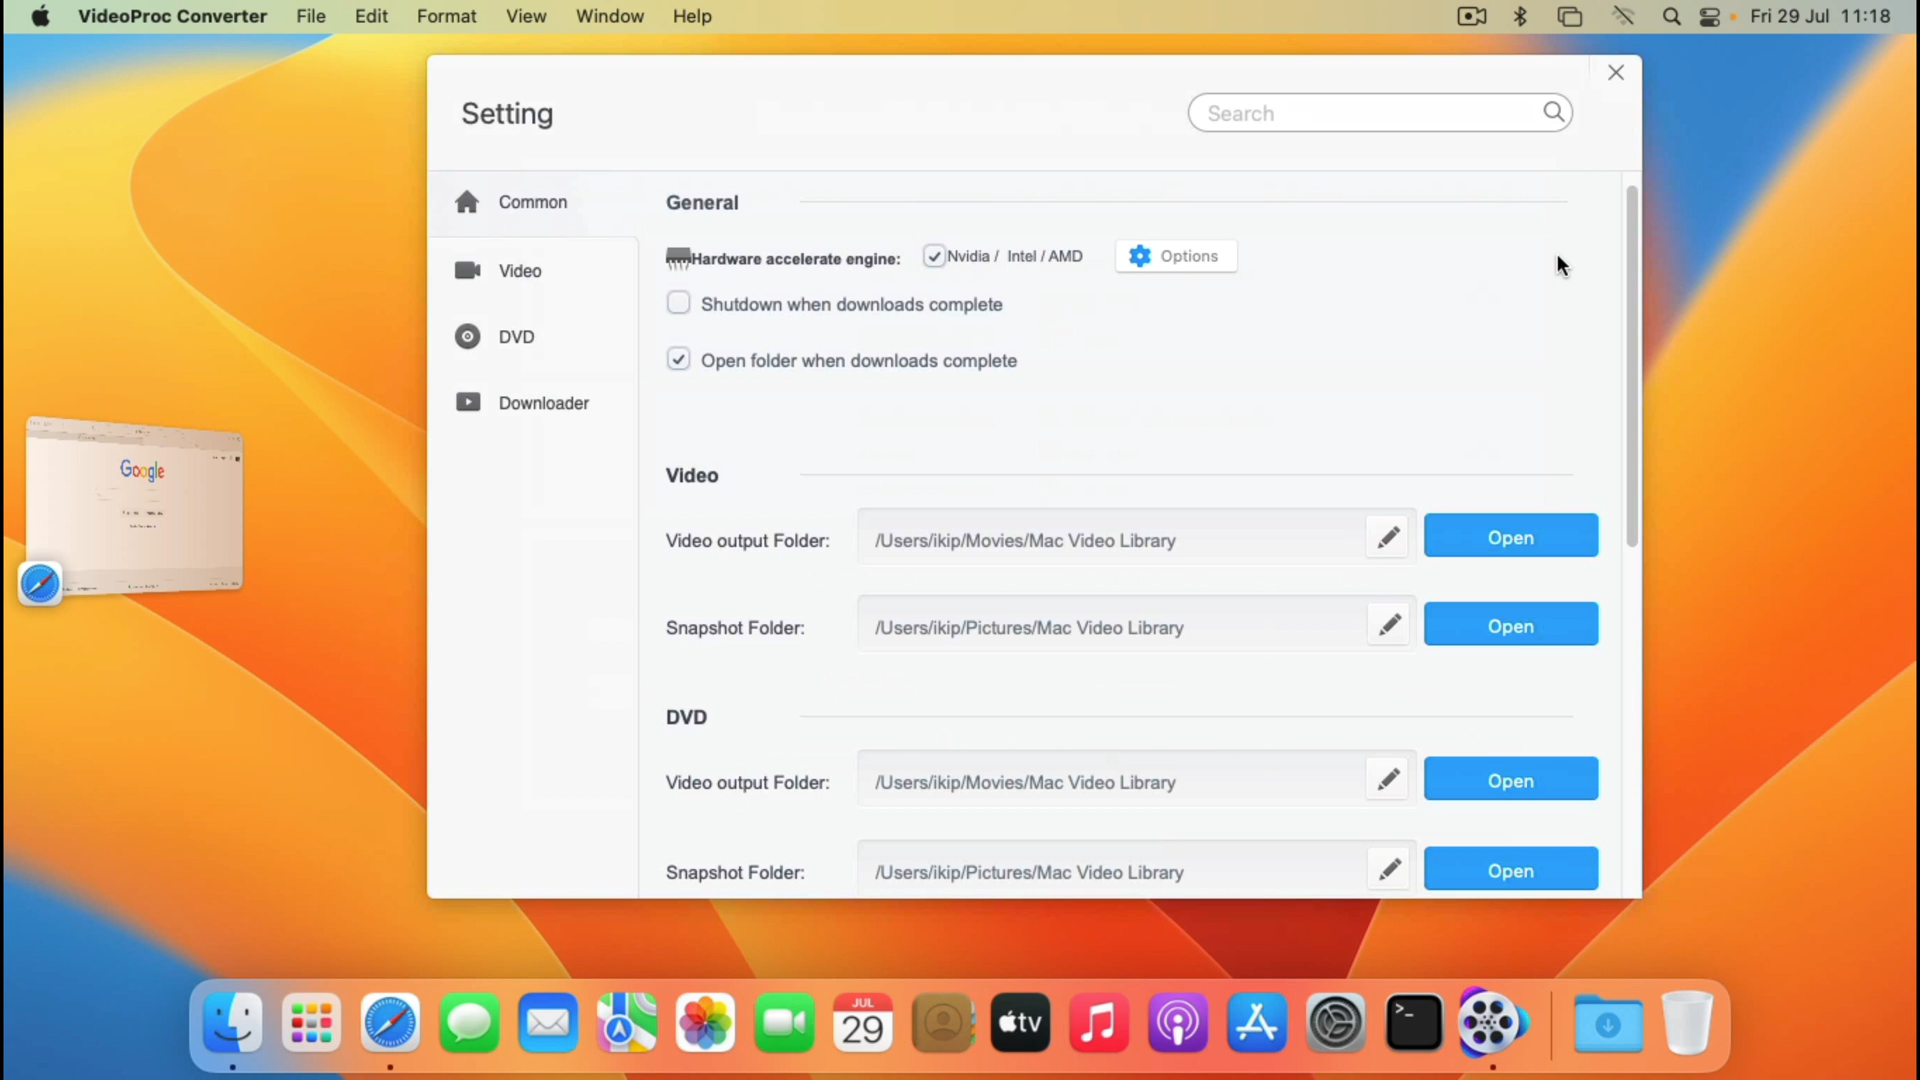 VideoProc Converter File Edit Format View Window Help Fri 29 Jul 11:18
Setting
Search
Common
Video
DVD
Downloader
General
Hardware accelerate engine: Nvidia / Intel / AMD Options
Shutdown when downloads complete
Open folder when downloads complete
Video
Video output Folder: /Users/ikip/Movies/Mac Video Library Open
Snapshot Folder: /Users/ikip/Pictures/Mac Video Library Open
DVD
Video output Folder: /Users/ikip/Movies/Mac Video Library Open
Snapshot Folder: /Users/ikip/Pictures/Mac Video Library Open
Google
JUL
29
tv
>_